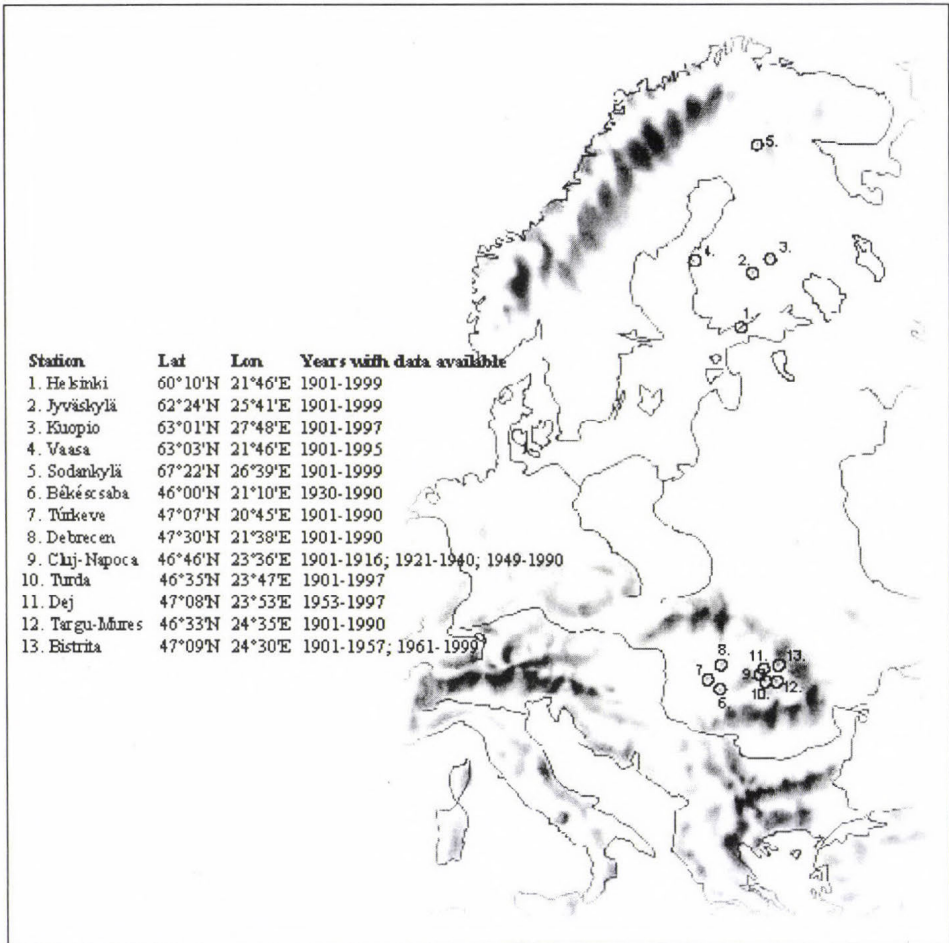 Station Lat Lon Years with data available
1. Helsinki 60°10'N 21°46'E 1901-1999
2. Jyväskylä 62°24'N 25°41'E 1901-1999
3. Kuopio 63°01'N 27°48'E 1901-1997
4. Vaasa 63°03'N 21°46'E 1901-1995
5. Sodankylä 67°22'N 26°39'E 1901-1999
6. Békéscsaba 46°00'N 21°10'E 1930-1990
7. Túrkeve 47°07'N 20°45'E 1901-1990
8. Debrecen 47°30'N 21°38'E 1901-1990
9. Cluj-Napoca 46°46'N 23°36'E 1901-1916; 1921-1940; 1949-1990
10. Turda 46°35'N 23°47'E 1901-1997
11. Dej 47°08'N 23°53'E 1953-1997
12. Targu-Mures 46°33'N 24°35'E 1901-1990
13. Bistrita 47°09'N 24°30'E 1901-1957; 1961-1999
5.
4.
2.
3.
1.
8.
7.
6.
11.
13.
9.
10.
12.